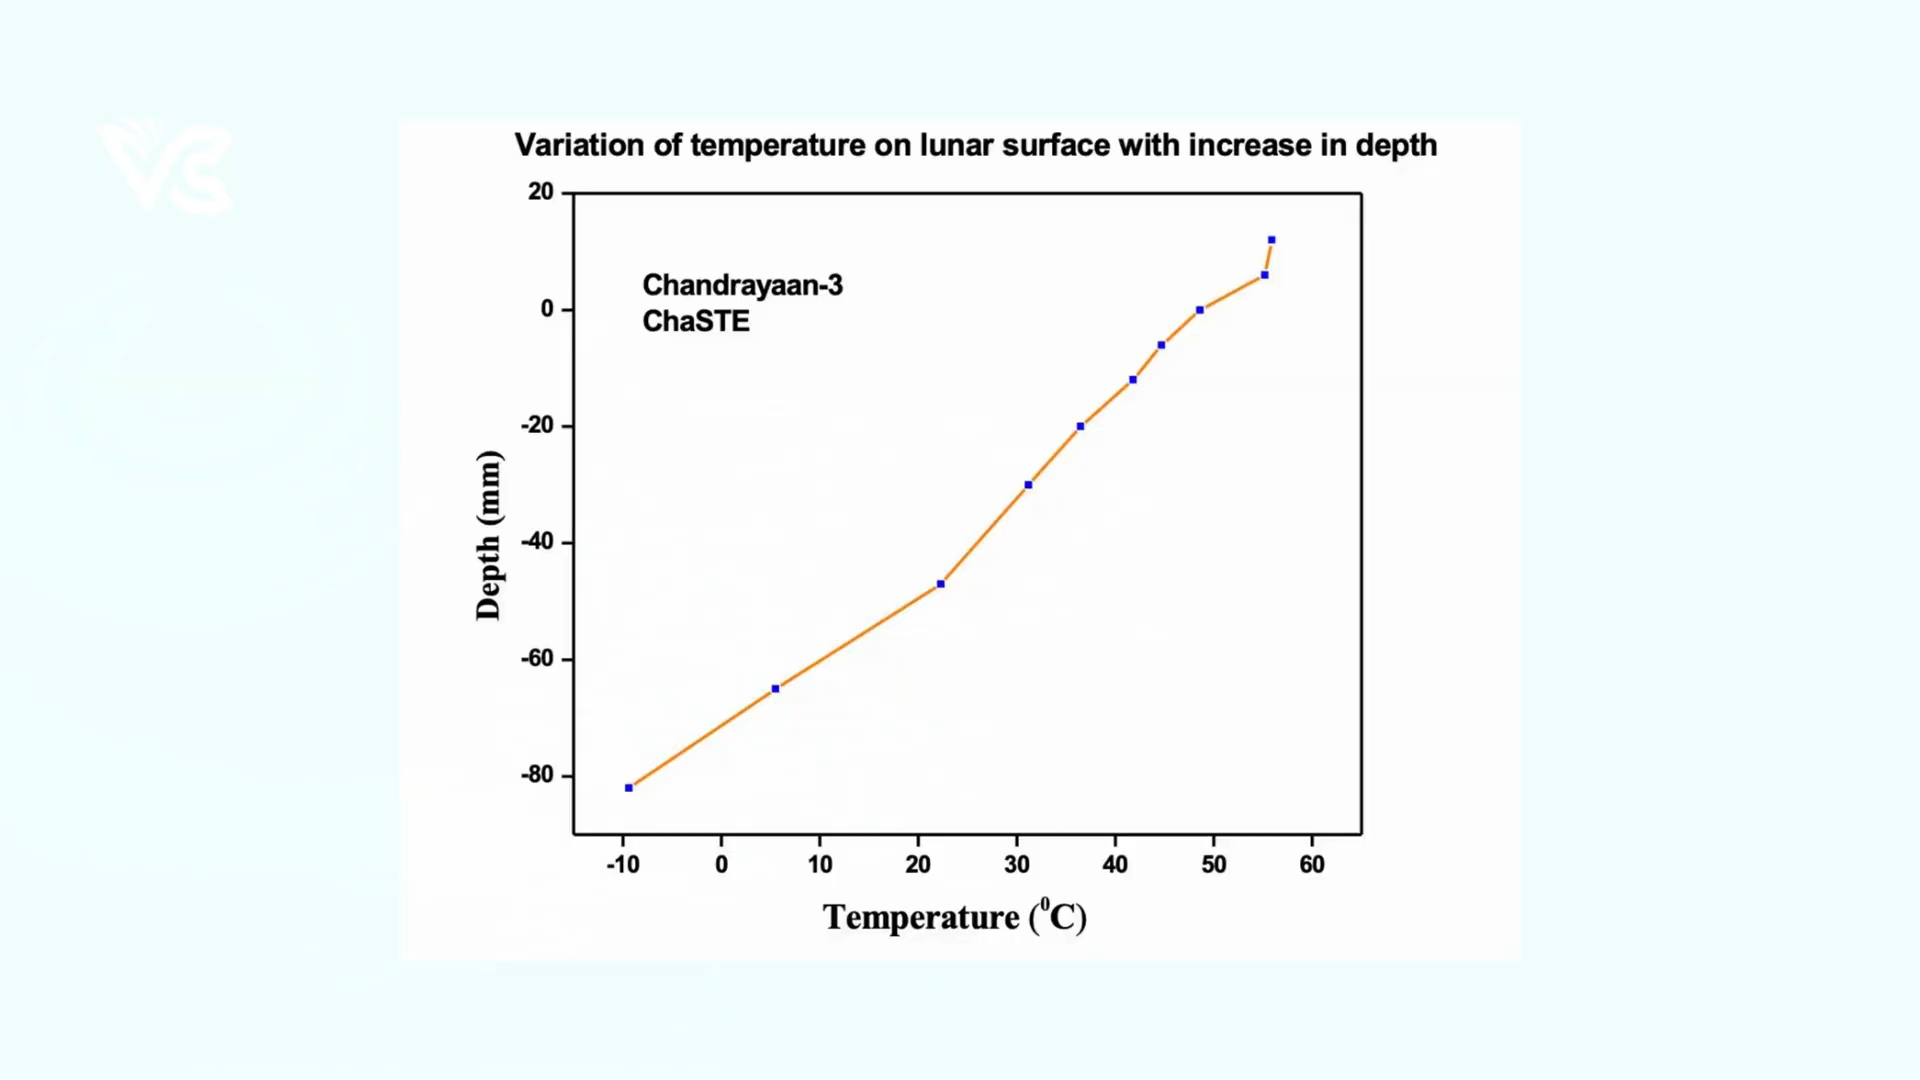 VS
Variation of temperature on lunar surface with increase in depth
20
Chandrayaan-3
0
ChaSTE
-20
Depth (mm)
-40
-60
-80
-10 0 10 20 30 40 50 60
Temperature (⁰C)